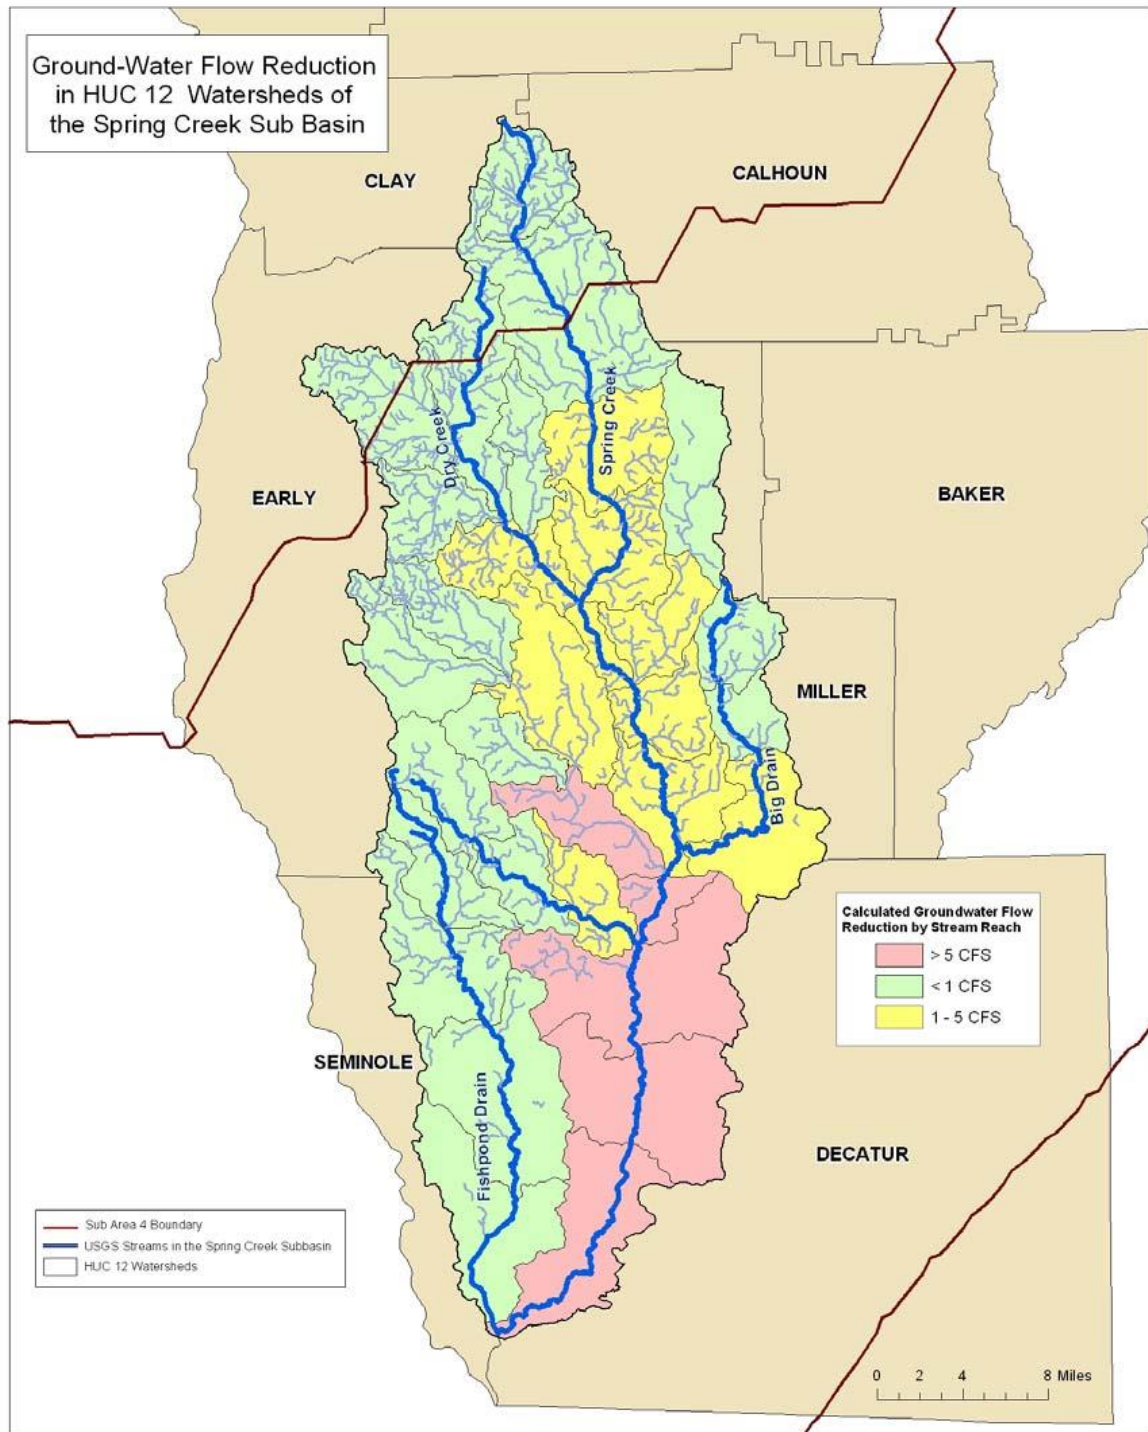 Ground-Water Flow Reduction
in HUC 12 Watersheds of
the Spring Creek Sub Basin
CLAY
CALHOUN
Dry Creek
Spring Creek
EARLY
BAKER
MILLER
Big Drain
Calculated Groundwater Flow
Reduction by Stream Reach
> 5 CFS
< 1 CFS
1 - 5 CFS
SEMINOLE
Fishpond Drain
DECATUR
Sub Area 4 Boundary
USGS Streams in the Spring Creek Subbasin
HUC 12 Watersheds
0 2 4 8 Miles